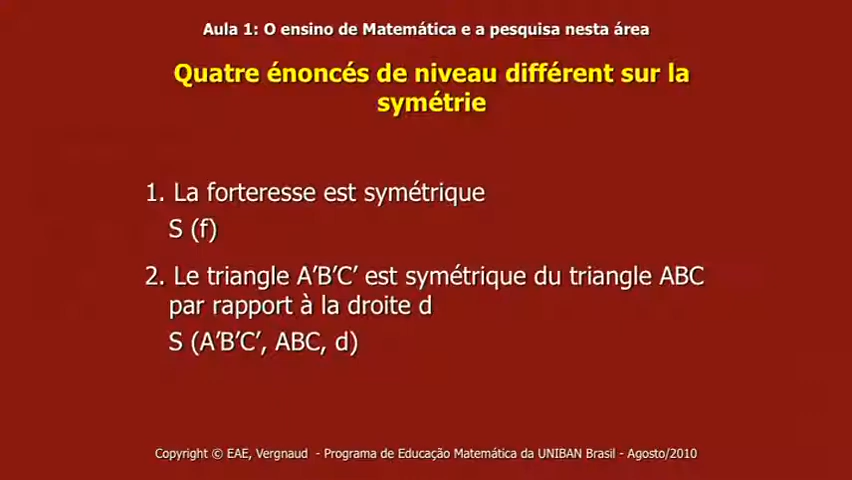 Aula 1: O ensino de Matemática e a pesquisa nesta área
Quatre énoncés de niveau différent sur la
symétrie
1. La forteresse est symétrique
S (f)
2. Le triangle A’B’C’ est symétrique du triangle ABC
par rapport à la droite d
S (A’B’C’, ABC, d)
Copyright © EAE, Vergnaud - Programa de Educação Matemática da UNIBAN Brasil - Agosto/2010